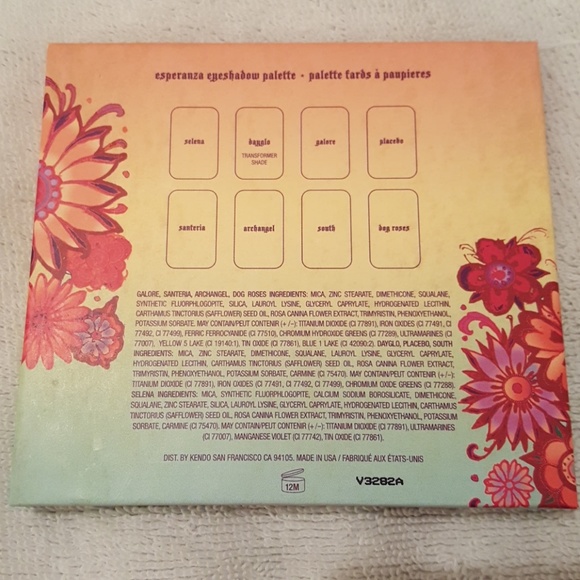 esperanza eyeshadow palette • palette fards à paupieres
selena
dayglo
galore
placebo
TRANSFORMER
SHADE
santeria
archangel
south
dog roses
GALORE, SANTERIA, ARCHANGEL, DOG ROSES INGREDIENTS: MICA, ZINC STEARATE, DIMETHICONE, SQUALANE,
SYNTHETIC FLUORPHLOGOPITE, SILICA, LAUROYL LYSINE, GLYCERYL CAPRYLATE, HYDROGENATED LECITHIN,
CARTHAMUS TINCTORIUS (SAFFLOWER) SEED OIL, ROSA CANINA FLOWER EXTRACT, TRIMYRISTIN, PHENOXYETHANOL,
POTASSIUM SORBATE, MAY CONTAIN/PEUT CONTENIR (+ / –): TITANIUM DIOXIDE (CI 77891), IRON OXIDES (CI 77491, CI
77492, CI 77499), FERRIC FERROCYANIDE (CI 77510), CHROMIUM HYDROXIDE GREENS (CI 77289), ULTRAMARINES (CI
77007), YELLOW 5 LAKE (CI 19140:1), TIN OXIDE (CI 77861), BLUE 1 LAKE (CI 42090:2). DAYGLO, PLACEBO, SOUTH
INGREDIENTS: MICA, ZINC STEARATE, DIMETHICONE, SQUALANE, LAUROYL LYSINE, GLYCERYL CAPRYLATE,
HYDROGENATED LECITHIN, CARTHAMUS TINCTORIUS (SAFFLOWER) SEED OIL, ROSA CANINA FLOWER EXTRACT,
TRIMYRISTIN, PHENOXYETHANOL, POTASSIUM SORBATE, CARMINE (CI 75470), MAY CONTAIN/PEUT CONTENIR (+ / –):
TITANIUM DIOXIDE (CI 77891), IRON OXIDES (CI 77491, CI 77492, CI 77499), CHROMIUM OXIDE GREENS (CI 77288).
SELENA INGREDIENTS: MICA, SYNTHETIC FLUORPHLOGOPITE, CALCIUM SODIUM BOROSILICATE, DIMETHICONE,
SQUALANE, ZINC STEARATE, SILICA, LAUROYL LYSINE, GLYCERYL CAPRYLATE, HYDROGENATED LECITHIN, CARTHAMUS
TINCTORIUS (SAFFLOWER) SEED OIL, ROSA CANINA FLOWER EXTRACT, TRIMYRISTIN, PHENOXYETHANOL, POTASSIUM
SORBATE, CARMINE (CI 75470), MAY CONTAIN/PEUT CONTENIR (+ / –): TITANIUM DIOXIDE (CI 77891), ULTRAMARINES
(CI 77007), MANGANESE VIOLET (CI 77742), TIN OXIDE (CI 77861).
DIST. BY KENDO SAN FRANCISCO CA 94105. MADE IN USA / FABRIQUÉ AUX ÉTATS-UNIS
12M
V3282A